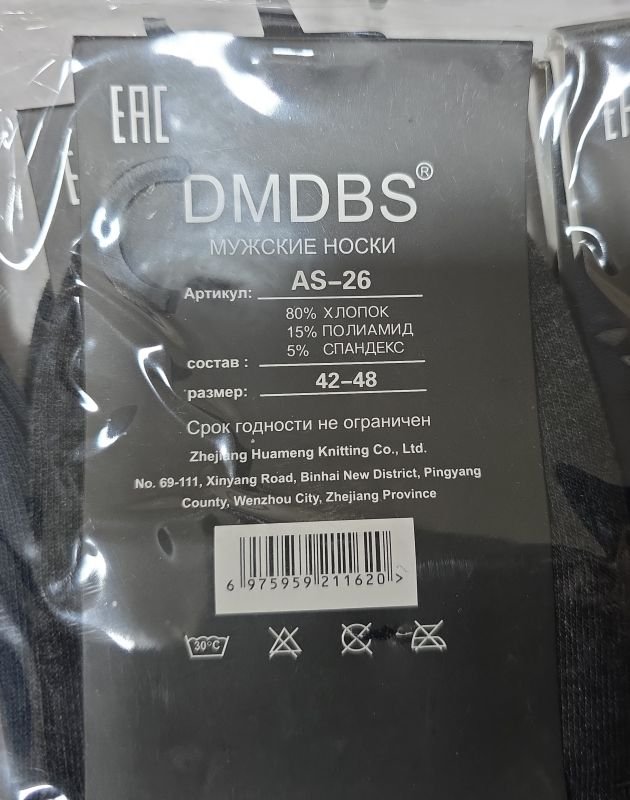 EAC
DMDBS®
МУЖСКИЕ НОСКИ
Артикул: AS-26
80% ХЛОПОК
15% ПОЛИАМИД
5% СПАНДЕКС
состав :
размер: 42-48
Срок годности не ограничен
Zhejiang Huameng Knitting Co., Ltd.
No. 69-111, Xinyang Road, Binhai New District, Pingyang
County, Wenzhou City, Zhejiang Province
6 975959 211620 >
30°C